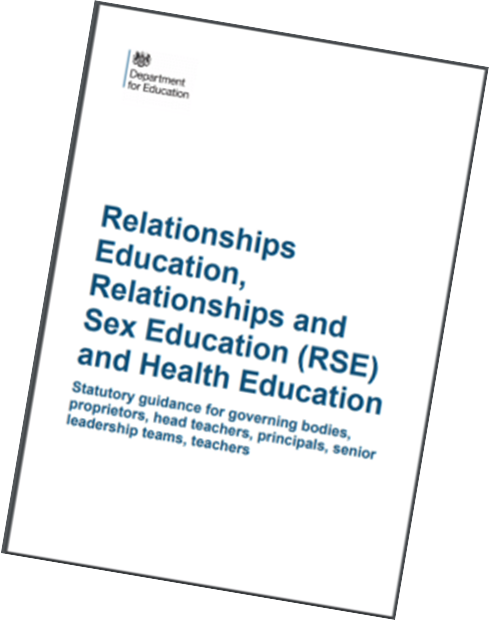 Department
for Education
Relationships
Education,
Relationships and
Sex Education (RSE)
and Health Education
Statutory guidance for governing bodies,
proprietors, head teachers, principals, senior
leadership teams, teachers